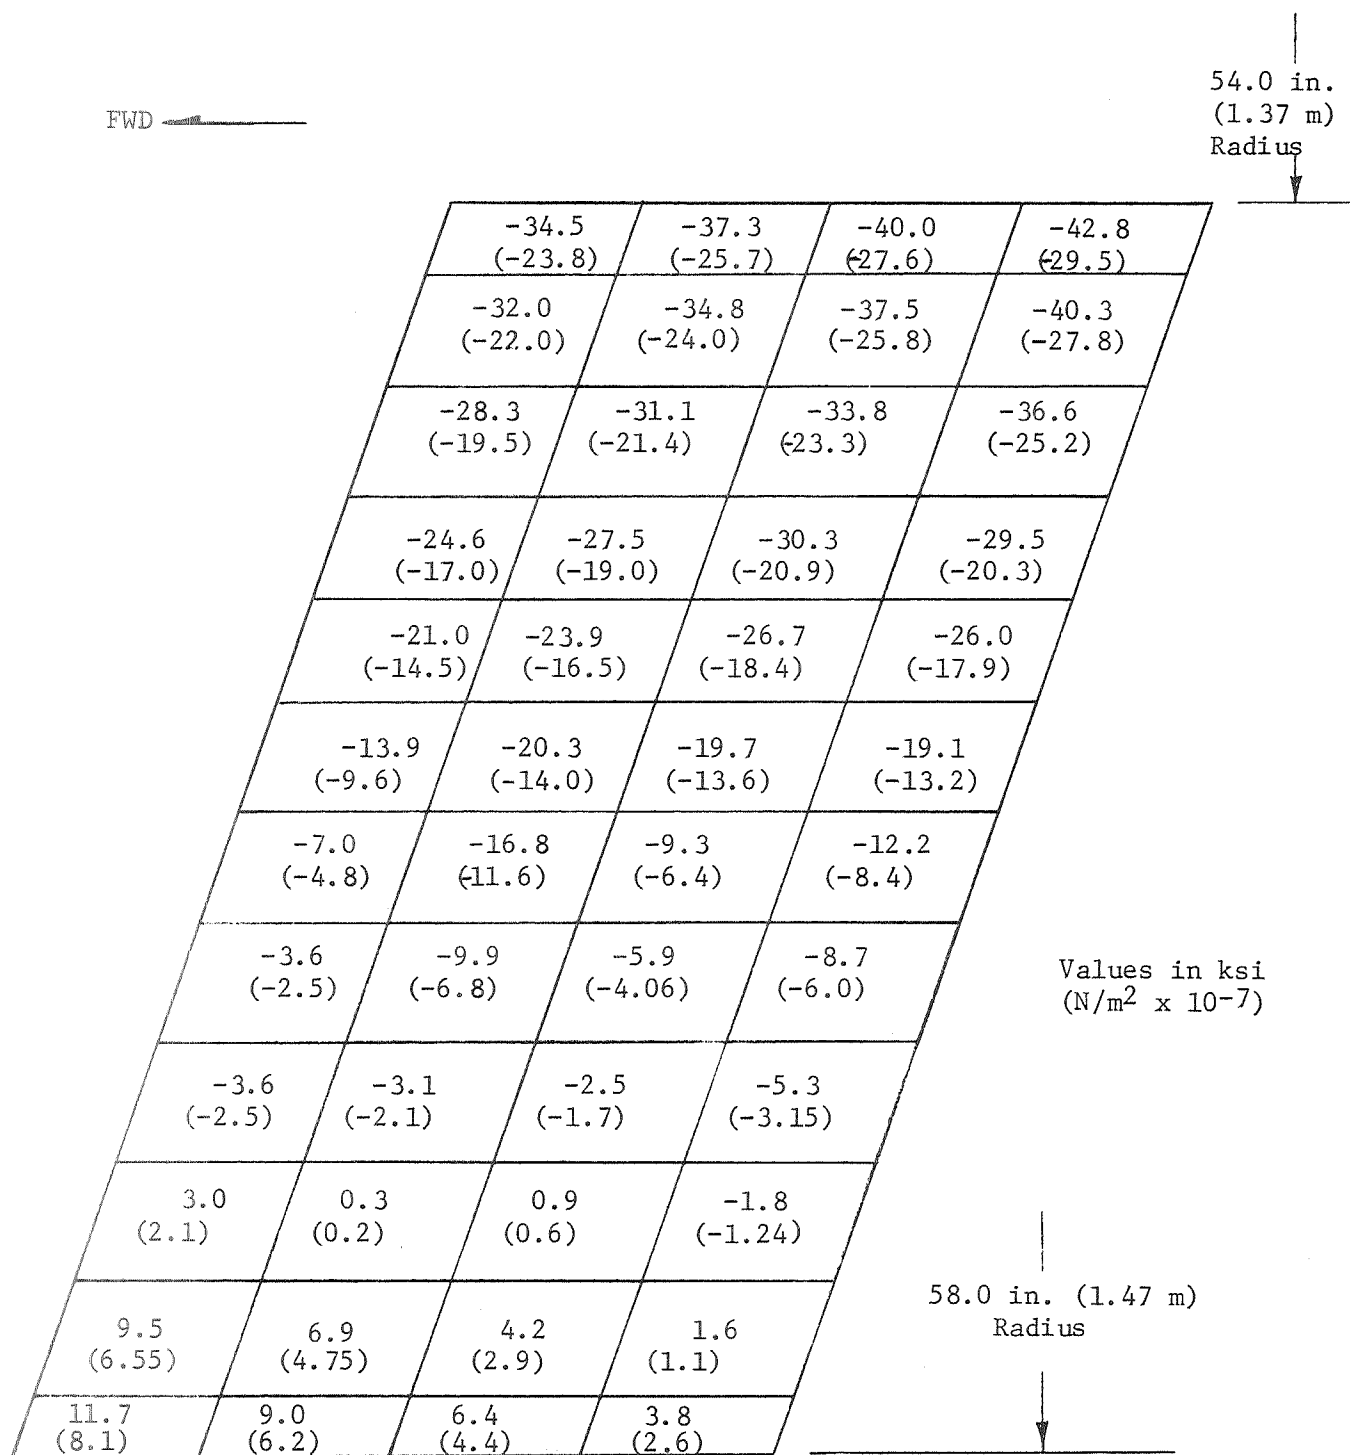 54.0 in.
(1.37 m)
Radius
FWD
-34.5 -37.3 -40.0 -42.8
(-23.8) (-25.7) (-27.6) (-29.5)
-32.0 -34.8 -37.5 -40.3
(-22.0) (-24.0) (-25.8) (-27.8)
-28.3 -31.1 -33.8 -36.6
(-19.5) (-21.4) (-23.3) (-25.2)
-24.6 -27.5 -30.3 -29.5
(-17.0) (-19.0) (-20.9) (-20.3)
-21.0 -23.9 -26.7 -26.0
(-14.5) (-16.5) (-18.4) (-17.9)
-13.9 -20.3 -19.7 -19.1
(-9.6) (-14.0) (-13.6) (-13.2)
-7.0 -16.8 -9.3 -12.2
(-4.8) (-11.6) (-6.4) (-8.4)
-3.6 -9.9 -5.9 -8.7
(-2.5) (-6.8) (-4.06) (-6.0)
Values in ksi
(N/m² x 10⁻⁷)
-3.6 -3.1 -2.5 -5.3
(-2.5) (-2.1) (-1.7) (-3.15)
3.0 0.3 0.9 -1.8
(2.1) (0.2) (0.6) (-1.24)
58.0 in. (1.47 m)
Radius
9.5 6.9 4.2 1.6
(6.55) (4.75) (2.9) (1.1)
11.7 9.0 6.4 3.8
(8.1) (6.2) (4.4) (2.6)